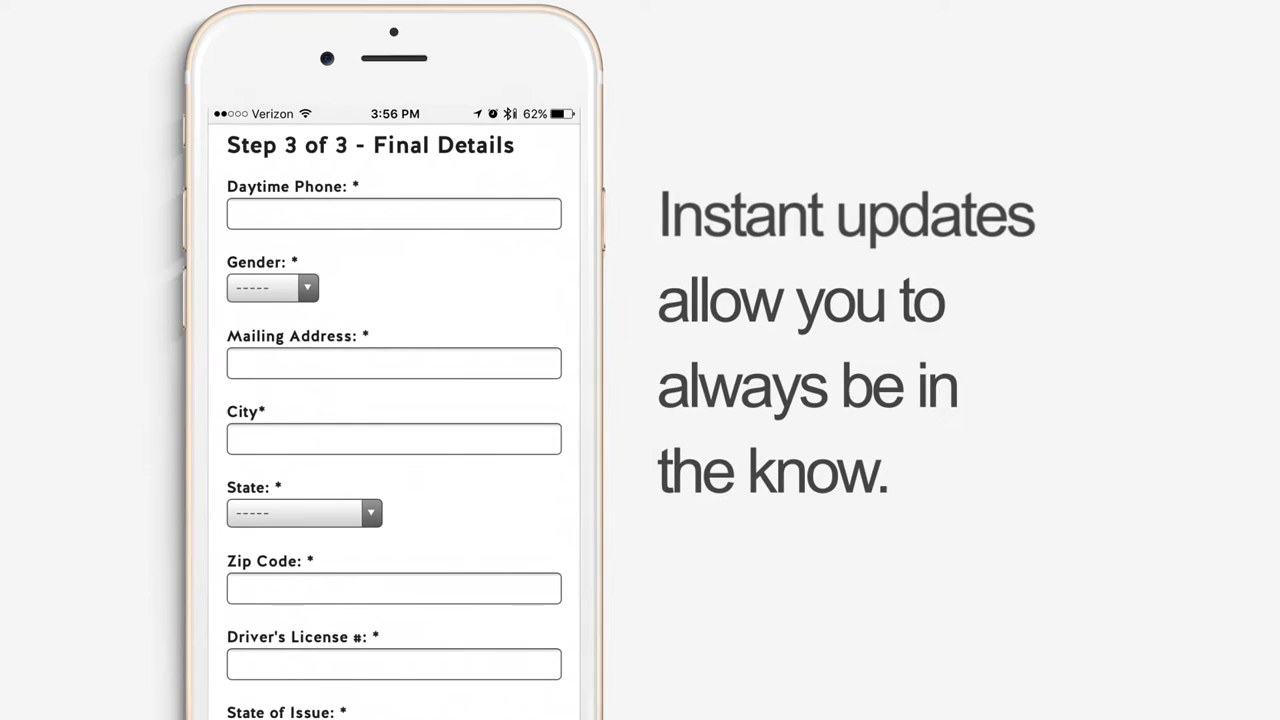 Verizon 3:56 PM 62%
Step 3 of 3 - Final Details
Daytime Phone: *
Gender: *
-----
Mailing Address: *
City*
State: *
-----
Zip Code: *
Driver's License #: *
State of Issue: *
Instant updates
allow you to
always be in
the know.